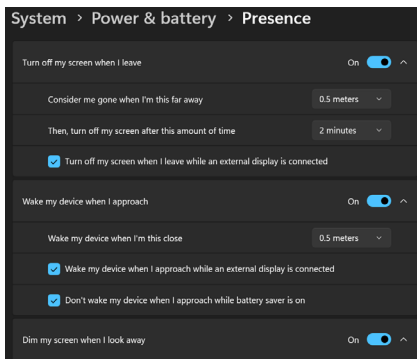 System > Power & battery > Presence
Turn off my screen when I leave On
Consider me gone when I'm this far away 0.5 meters
Then, turn off my screen after this amount of time 2 minutes
Turn off my screen when I leave while an external display is connected
Wake my device when I approach On
Wake my device when I'm this close 0.5 meters
Wake my device when I approach while an external display is connected
Don't wake my device when I approach while battery saver is on
Dim my screen when I look away On